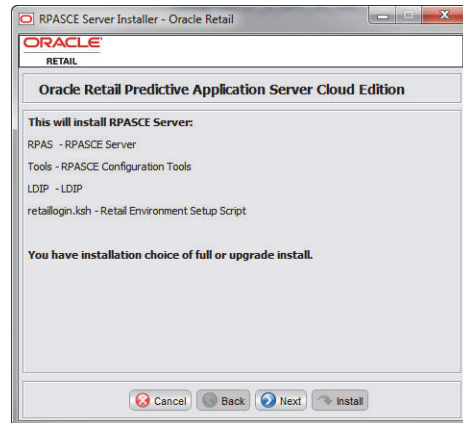 RPASCE Server Installer - Oracle Retail
ORACLE
RETAIL
Oracle Retail Predictive Application Server Cloud Edition
This will install RPASCE Server:
RPAS - RPASCE Server
Tools - RPASCE Configuration Tools
LDIP - LDIP
retaillogin.ksh - Retail Environment Setup Script
You have installation choice of full or upgrade install.
Cancel Back Next Install